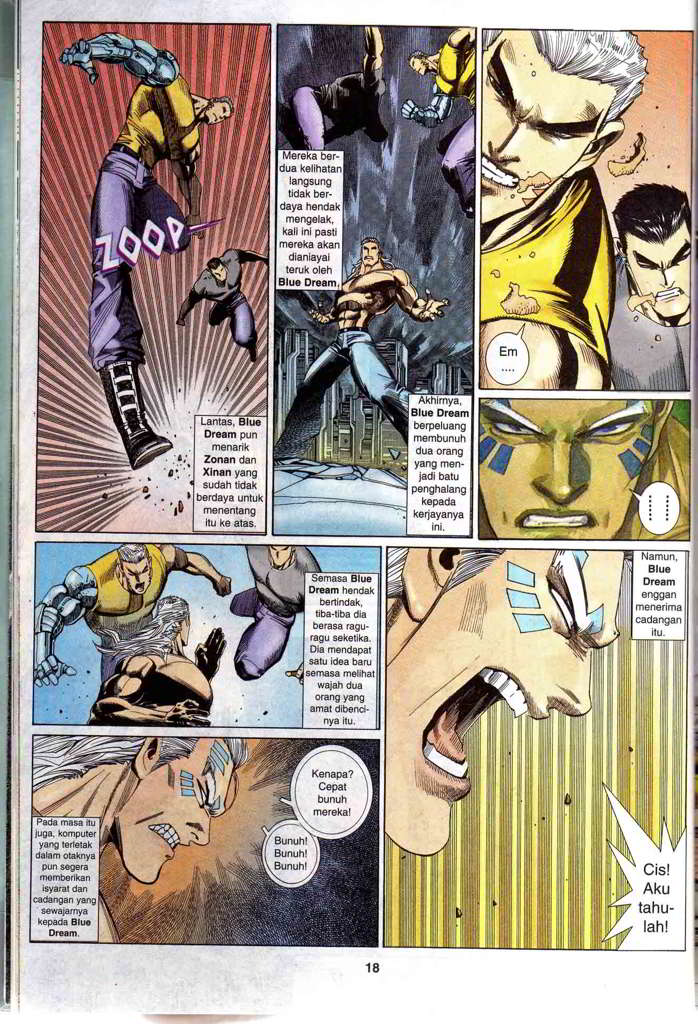 ZOOP
Lantas, Blue
Dream pun
menarik
Zonan dan
Xinan yang
sudah tidak
berdaya untuk
menentang
itu ke atas.
Mereka ber-
dua kelihatan
langsung
tidak ber-
daya hendak
mengelak,
kali ini pasti
mereka akan
dianiayai
teruk oleh
Blue Dream.
Akhirnya,
Blue Dream
berpeluang
membunuh
dua orang
yang men-
jadi batu
penghalang
kepada
kerjayanya
ini.
Em
....
Semasa Blue
Dream hendak
bertindak,
tiba-tiba dia
berasa ragu-
ragu seketika.
Dia mendapat
satu idea baru
semasa melihat
wajah dua
orang yang
amat dibenci-
nya itu.
Namun,
Blue
Dream
enggan
menerima
cadangan
itu.
Pada masa itu
juga, komputer
yang terletak
dalam otaknya
pun segera
memberikan
isyarat dan
cadangan yang
sewajarnya
kepada Blue
Dream.
Kenapa?
Cepat
bunuh
mereka!
Bunuh!
Bunuh!
Bunuh!
Cis!
Aku
tahu-
lah!
18